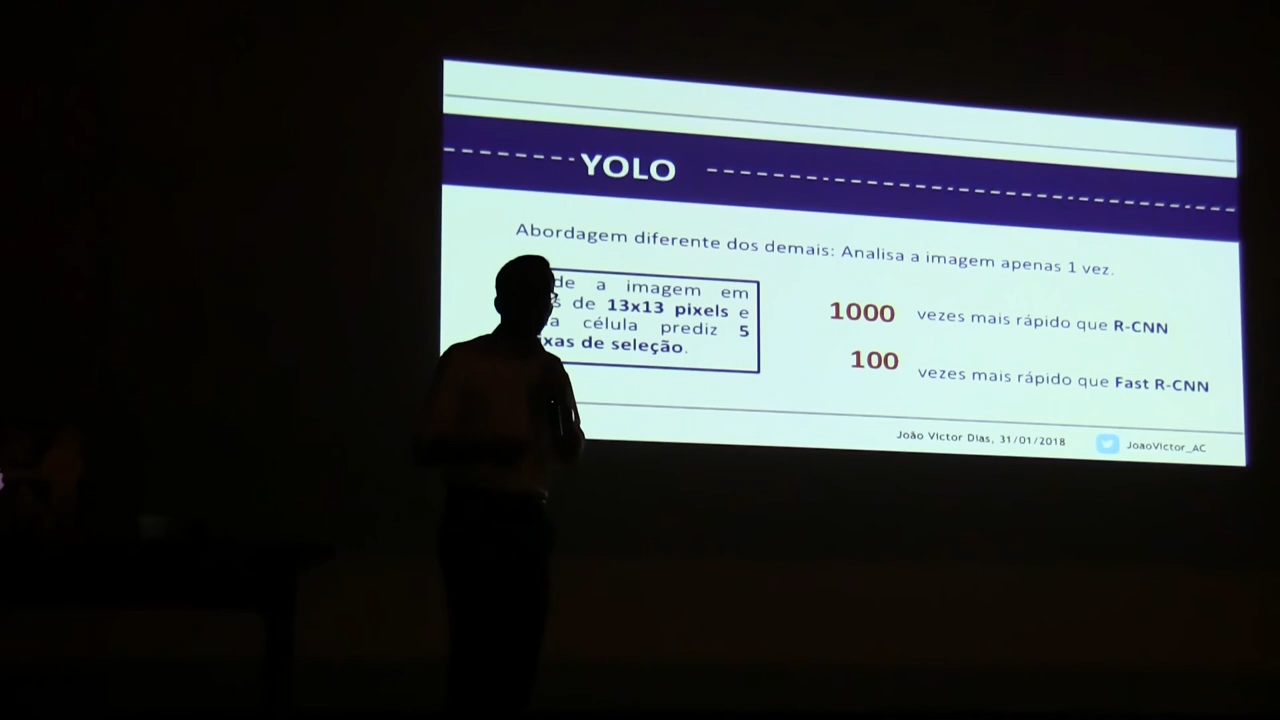 YOLO
Abordagem diferente dos demais: Analisa a imagem apenas 1 vez.
a imagem em
de 13x13 pixels e
célula prediz 5
de seleção.
1000 vezes mais rápido que R-CNN
100 vezes mais rápido que Fast R-CNN
João Victor Dias, 31/01/2018 JoaoVictor_AC